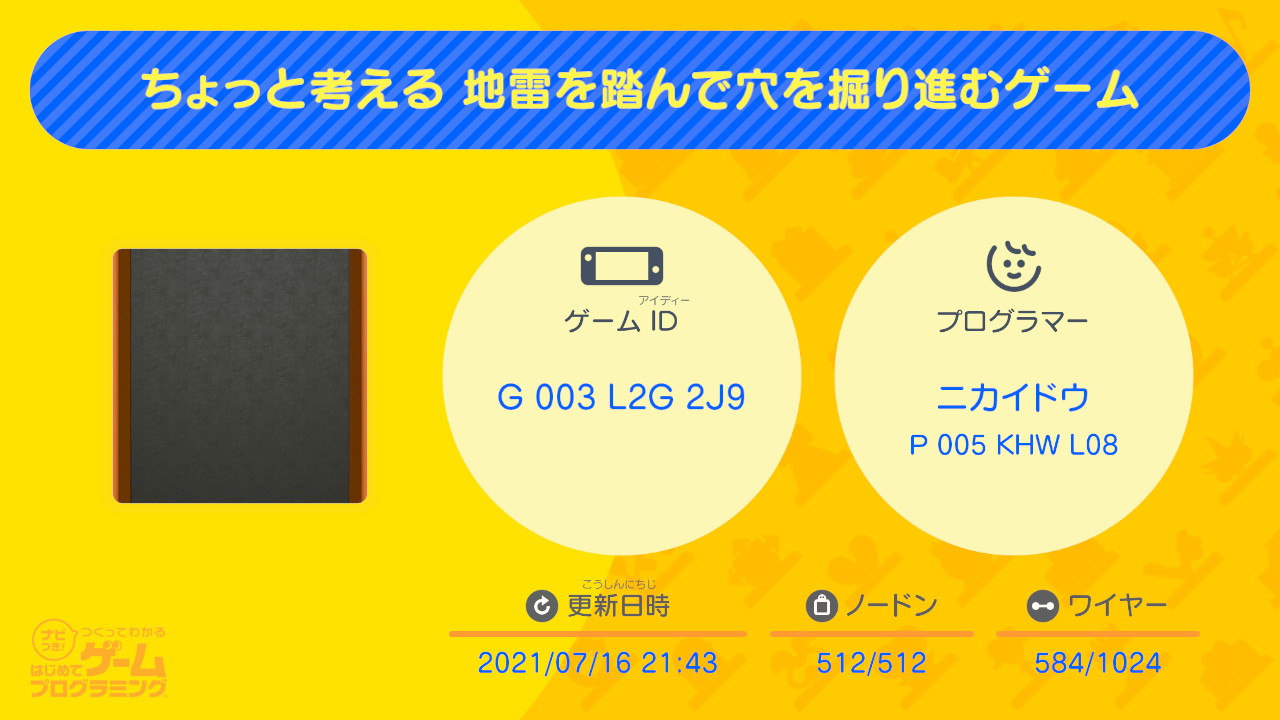 ちょっと考える 地雷を踏んで穴を掘り進むゲーム
アイディー
ゲーム ID
G 003 L2G 2J9
プログラマー
ニカイドウ
P 005 KHW L08
こうしんにちじ
更新日時
2021/07/16 21:43
ノードン
512/512
ワイヤー
584/1024
ナビつき!
つくってわかる
はじめてゲーム
プログラミング